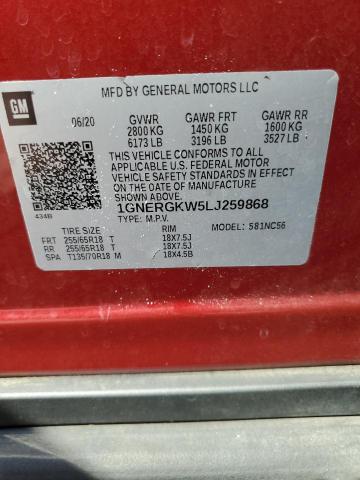 MFD BY GENERAL MOTORS LLC
GM
06/20 GVWR GAWR FRT GAWR RR
2800 KG 1450 KG 1600 KG
6173 LB 3196 LB 3527 LB
THIS VEHICLE CONFORMS TO ALL APPLICABLE
U.S. FEDERAL MOTOR VEHICLE SAFETY
STANDARDS IN EFFECT ON THE
DATE OF MANUFACTURE SHOWN ABOVE.
1GNERGKW5LJ259868
434B TYPE: M.P.V. MODEL: 581NC56
TIRE SIZE RIM
FRT 255/65R18 T 18X7.5J
RR 255/65R18 T 18X7.5J
SPA T135/70R18 M 18X4.5B